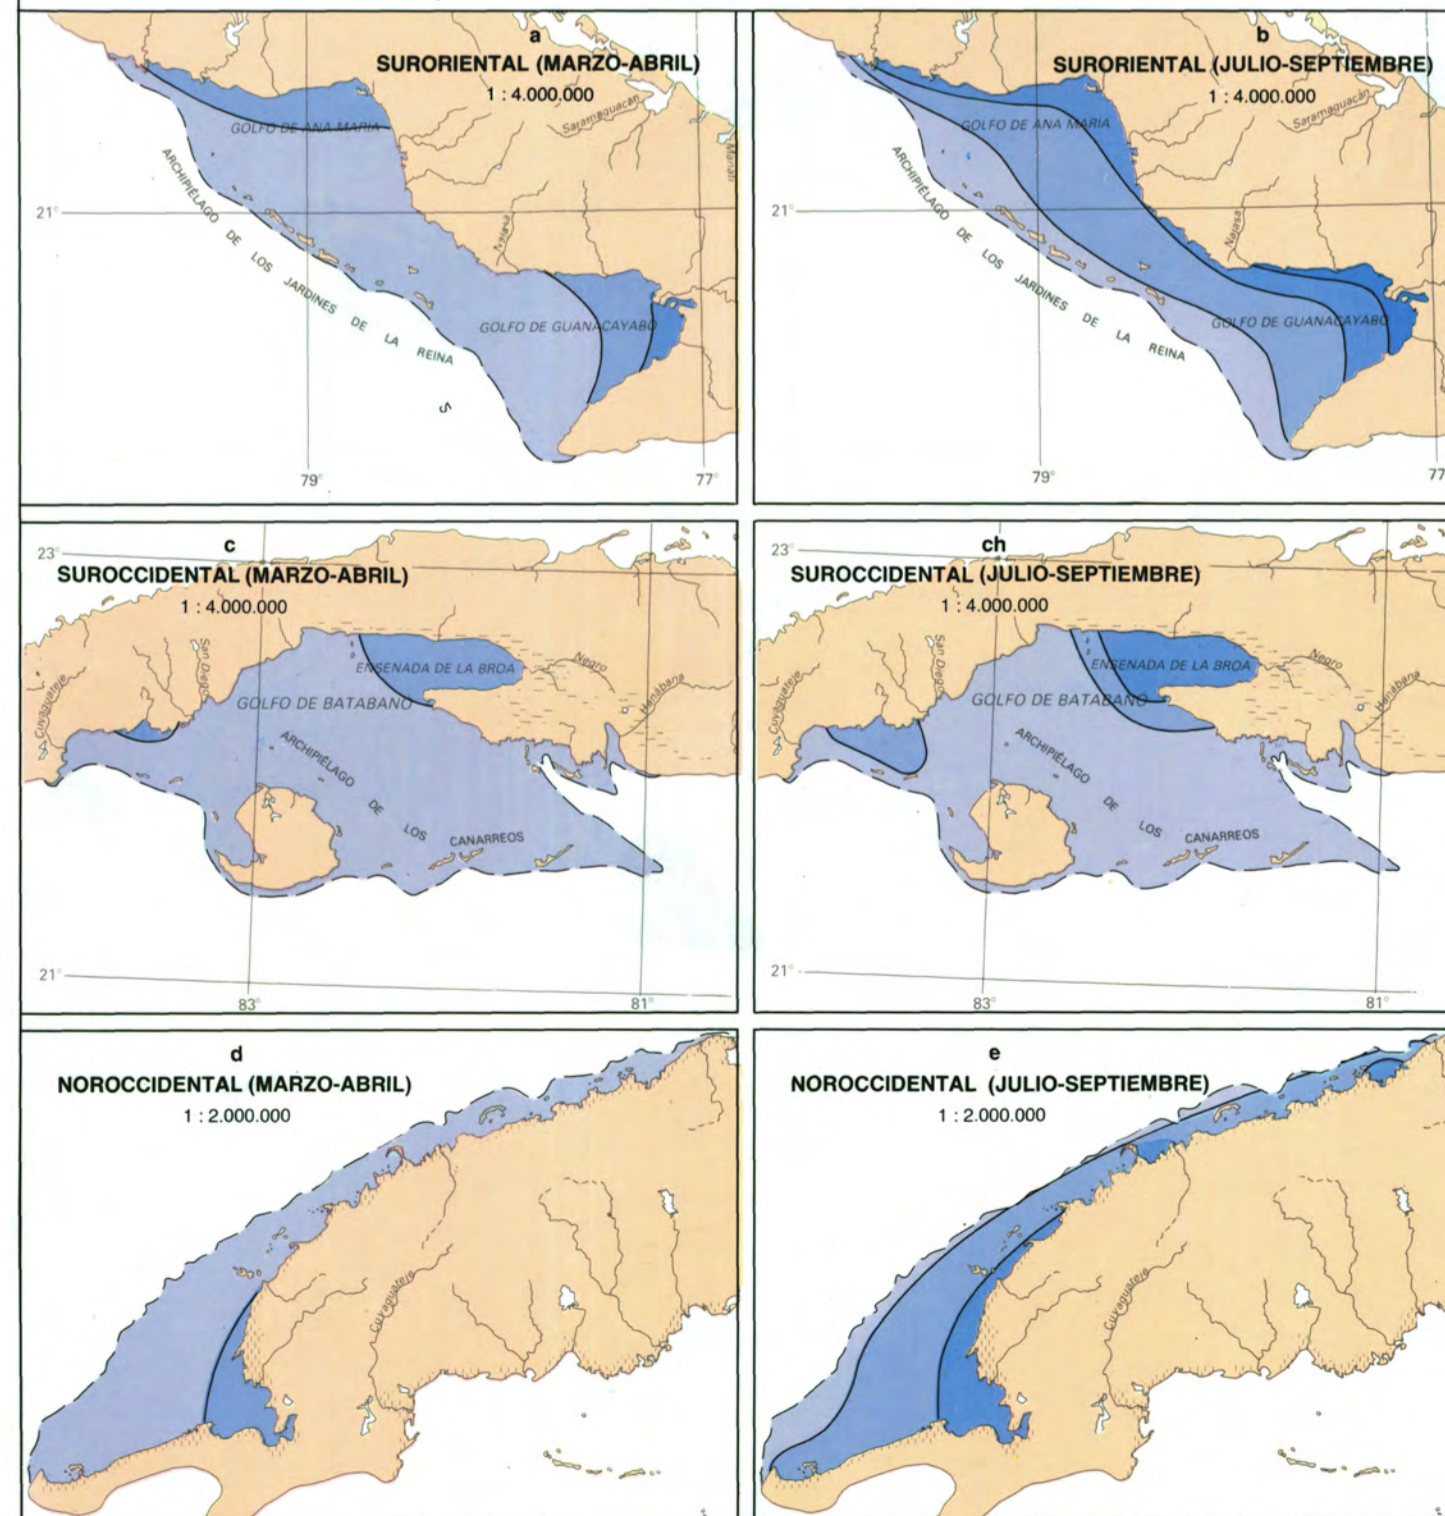 a
SURORIENTAL (MARZO-ABRIL)
1 : 4.000.000
Saramaguacán
Manatí
GOLFO DE ANA MARIA
ARCHIPIÉLAGO DE LOS JARDINES DE LA REINA
21°
Najasa
GOLFO DE GUANACAYABO
79°
77°
b
SURORIENTAL (JULIO-SEPTIEMBRE)
1 : 4.000.000
Saramaguacán
GOLFO DE ANA MARIA
ARCHIPIÉLAGO DE LOS JARDINES DE LA REINA
21°
Najasa
GOLFO DE GUANACAYABO
79°
77
c
23°
SUROCCIDENTAL (MARZO-ABRIL)
1 : 4.000.000
San Diego
Cuyaguateje
ENSENADA DE LA BROA
Negro
Hanábana
GOLFO DE BATABANÓ
ARCHIPIÉLAGO DE LOS CANARREOS
21°
83°
81°
ch
23°
SUROCCIDENTAL (JULIO-SEPTIEMBRE)
1 : 4.000.000
San Diego
Cuyaguateje
ENSENADA DE LA BROA
Negro
Hanábana
GOLFO DE BATABANÓ
ARCHIPIÉLAGO DE LOS CANARREOS
21°
83°
81°
d
NOROCCIDENTAL (MARZO-ABRIL)
1 : 2.000.000
Cuyaguateje
e
NOROCCIDENTAL (JULIO-SEPTIEMBRE)
1 : 2.000.000
Cuyaguateje